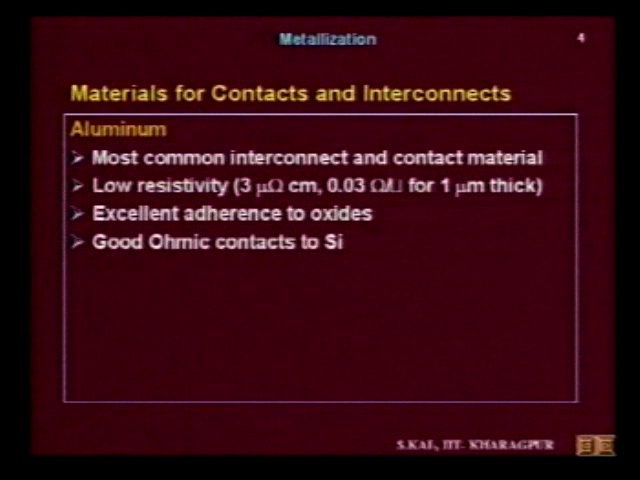 Metallization
4
Materials for Contacts and Interconnects
Aluminum
➢ Most common interconnect and contact material
➢ Low resistivity (3 μΩ cm, 0.03 Ω/□ for 1 μm thick)
➢ Excellent adherence to oxides
➢ Good Ohmic contacts to Si
S.KAL, IIT- KHARAGPUR